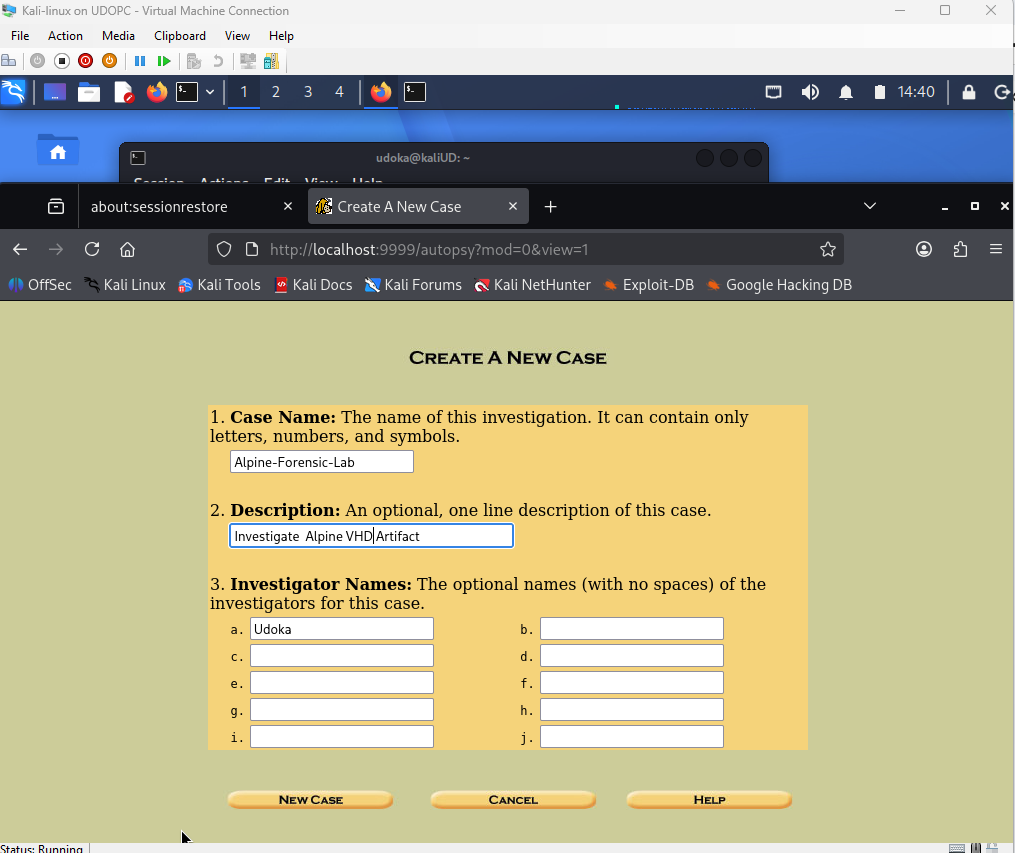 Kali-linux on UDOPC - Virtual Machine Connection
File Action Media Clipboard View Help
1 2 3 4 14:40
udoka@kaliUD: ~
Session Actions Edit View Help
about:sessionrestore Create A New Case
http://localhost:9999/autopsy?mod=0&view=1
OffSec Kali Linux Kali Tools Kali Docs Kali Forums Kali NetHunter Exploit-DB Google Hacking DB
CREATE A NEW CASE
1. Case Name: The name of this investigation. It can contain only
letters, numbers, and symbols.
Alpine-Forensic-Lab
2. Description: An optional, one line description of this case.
Investigate  Alpine VHD Artifact
3. Investigator Names: The optional names (with no spaces) of the
investigators for this case.
a. Udoka b.
c. d.
e. f.
g. h.
i. j.
NEW CASE CANCEL HELP
Status: Running